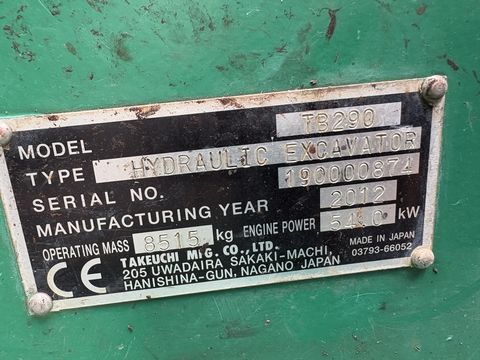 MODEL TB290
TYPE HYDRAULIC EXCAVATOR
SERIAL NO. 190000874
MANUFACTURING YEAR 2012
OPERATING MASS 8515 kg ENGINE POWER 54.0 kW
TAKEUCHI MFG. CO., LTD. MADE IN JAPAN
CE 205 UWADAIRA SAKAKI-MACHI, 03793-66052
HANISHINA-GUN, NAGANO JAPAN